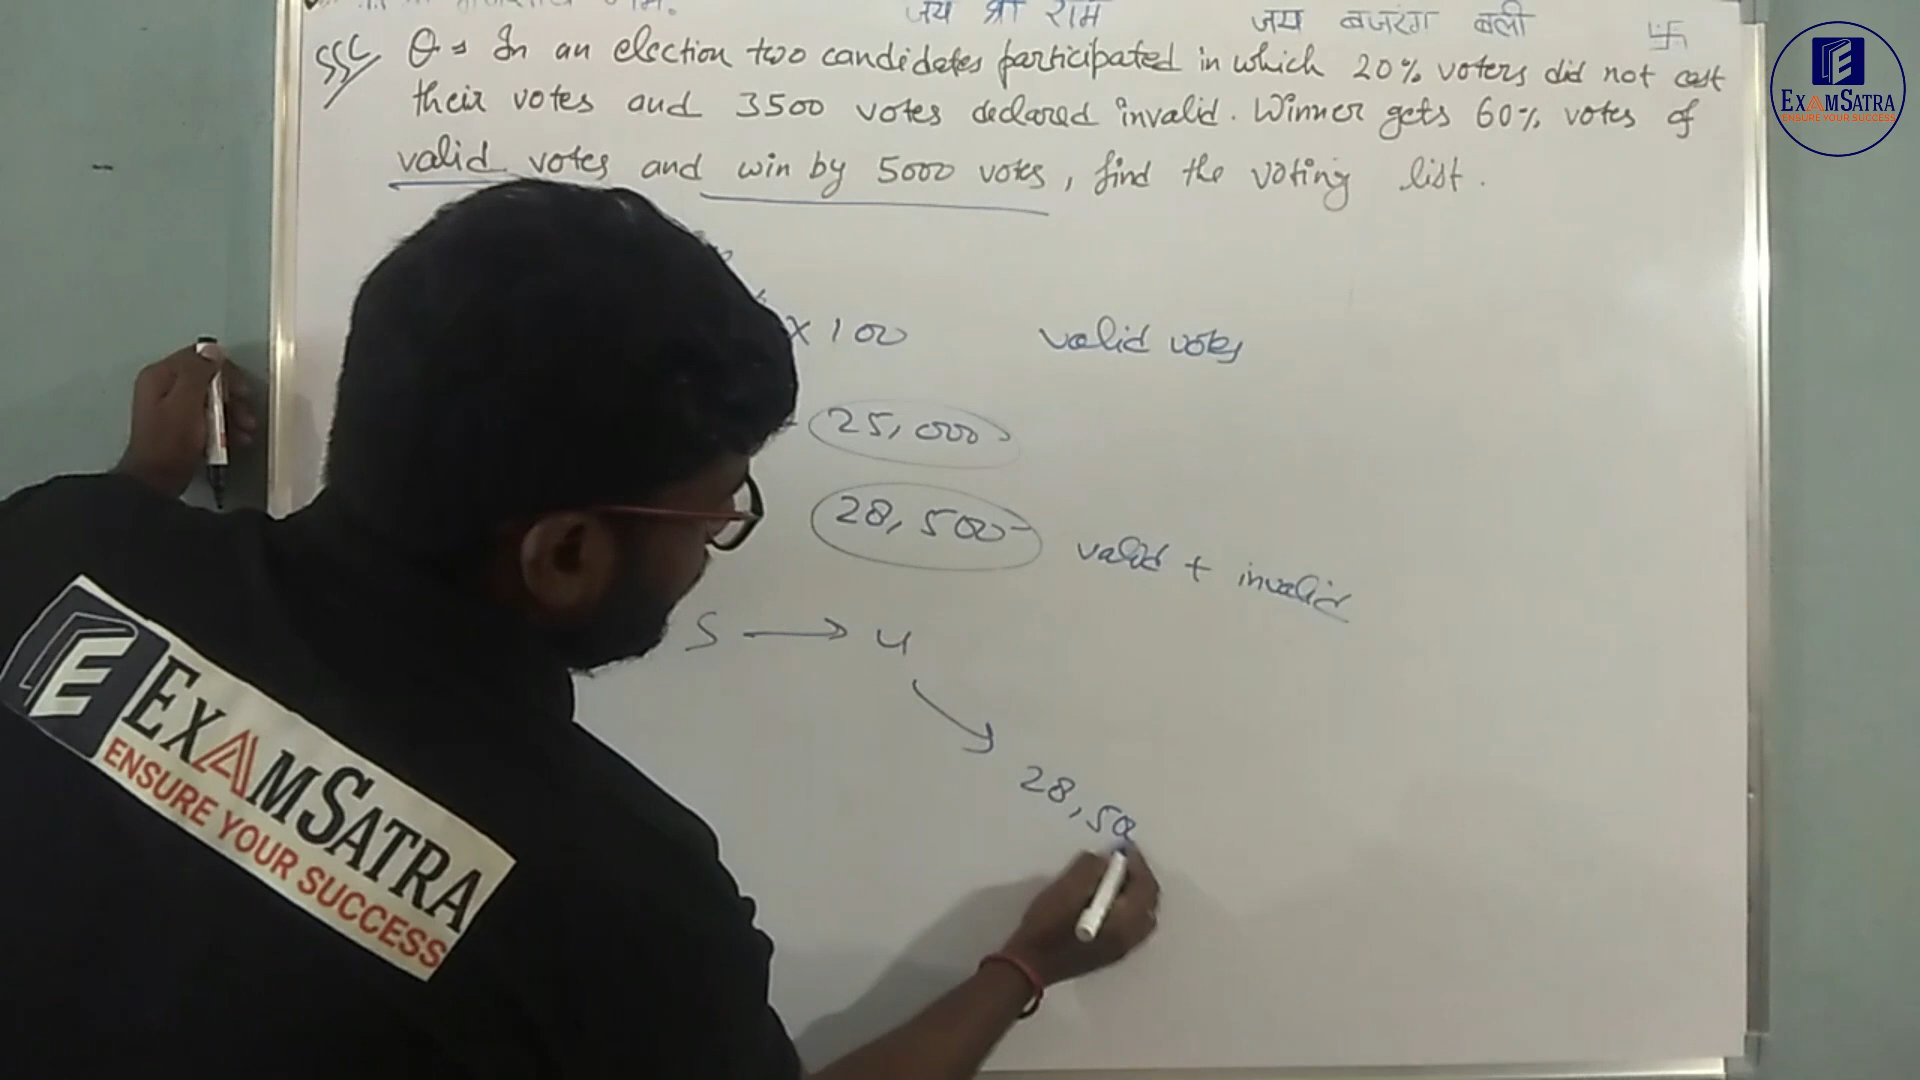 जय श्री राम जय बजरंग बली 卐
SSC Q → In an election two candidates participated in which 20% voters did not cast
their votes and 3500 votes declared invalid. Winner gets 60% votes of
valid votes and win by 5000 votes, find the voting list.
x 100 valid votes
25,000
28,500 valid + invalid
5 → 4
28,50
EXAMSATRA
ENSURE YOUR SUCCESS
EXAMSATRA
ENSURE YOUR SUCCESS